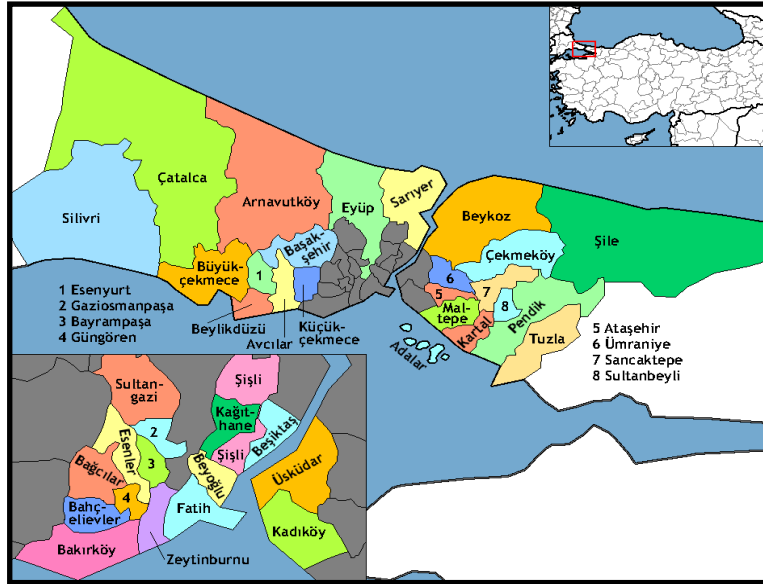 Silivri
Çatalca
Arnavutköy
Eyüp
Sarıyer
Büyük-
çekmece
1
Başak-
şehir
Beylikdüzü
Avcılar
Küçük-
çekmece
1 Esenyurt
2 Gaziosmanpaşa
3 Bayrampaşa
4 Güngören
Beykoz
Şile
Çekmeköy
6
5
7
8
Mal-
tepe
Kartal
Pendik
Tuzla
Adalar
5 Ataşehir
6 Ümraniye
7 Sancaktepe
8 Sultanbeyli
Sultan-
gazi
Şişli
Kağıt-
hane
Beşiktaş
2
Esenler
3
Şişli
Beyoğlu
Bağcılar
4
Bahç-
elievler
Fatih
Üsküdar
Kadıköy
Bakırköy
Zeytinburnu